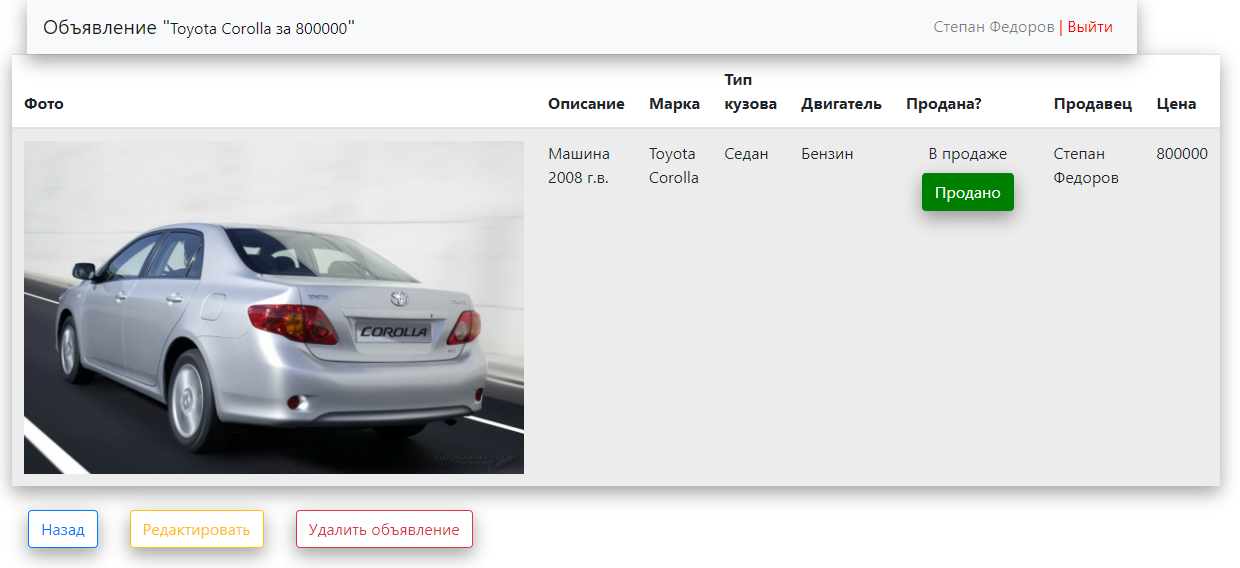 Объявление "Toyota Corolla за 800000"
Степан Федоров | Выйти
Фото
Описание
Марка
Тип
кузова
Двигатель
Продана?
Продавец
Цена
COROLLA
Машина
2008 г.в.
Toyota
Corolla
Седан
Бензин
В продаже
Продано
Степан
Федоров
800000
Назад
Редактировать
Удалить объявление